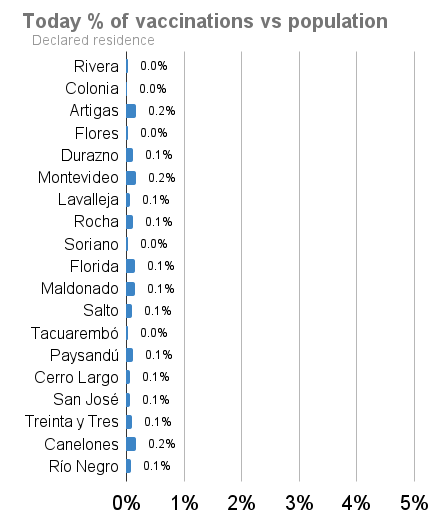 Today % of vaccinations vs population
Declared residence
Rivera 0.0%
Colonia 0.0%
Artigas 0.2%
Flores 0.0%
Durazno 0.1%
Montevideo 0.2%
Lavalleja 0.1%
Rocha 0.1%
Soriano 0.0%
Florida 0.1%
Maldonado 0.1%
Salto 0.1%
Tacuarembó 0.0%
Paysandú 0.1%
Cerro Largo 0.1%
San José 0.1%
Treinta y Tres 0.1%
Canelones 0.2%
Río Negro 0.1%
0% 1% 2% 3% 4% 5%